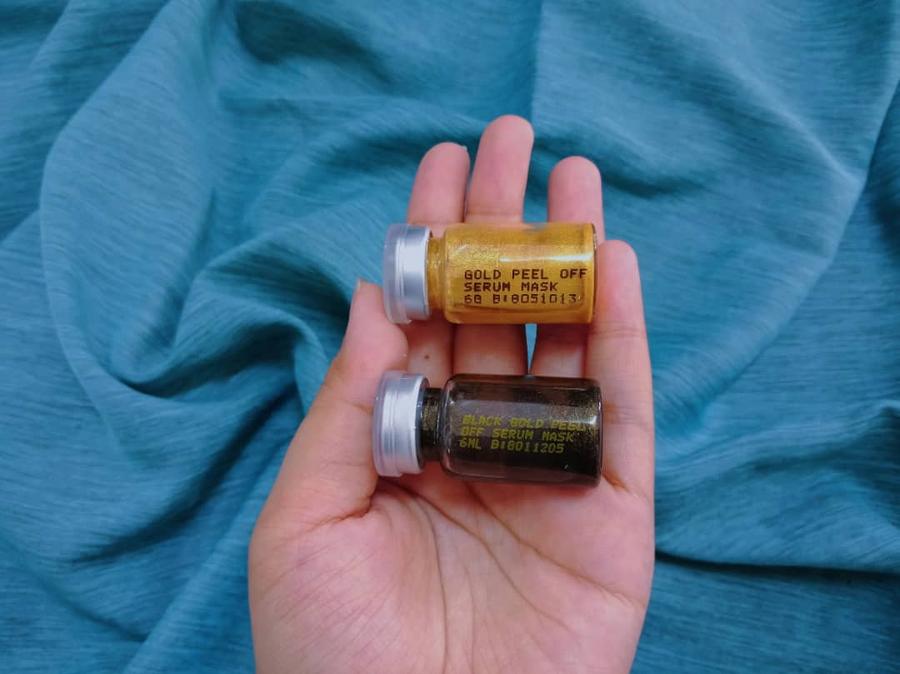 GOLD PEEL OFF
SERUM MASK
6G B:8051013
BLACK GOLD PEEL
OFF SERUM MASK
6ML B:8011205